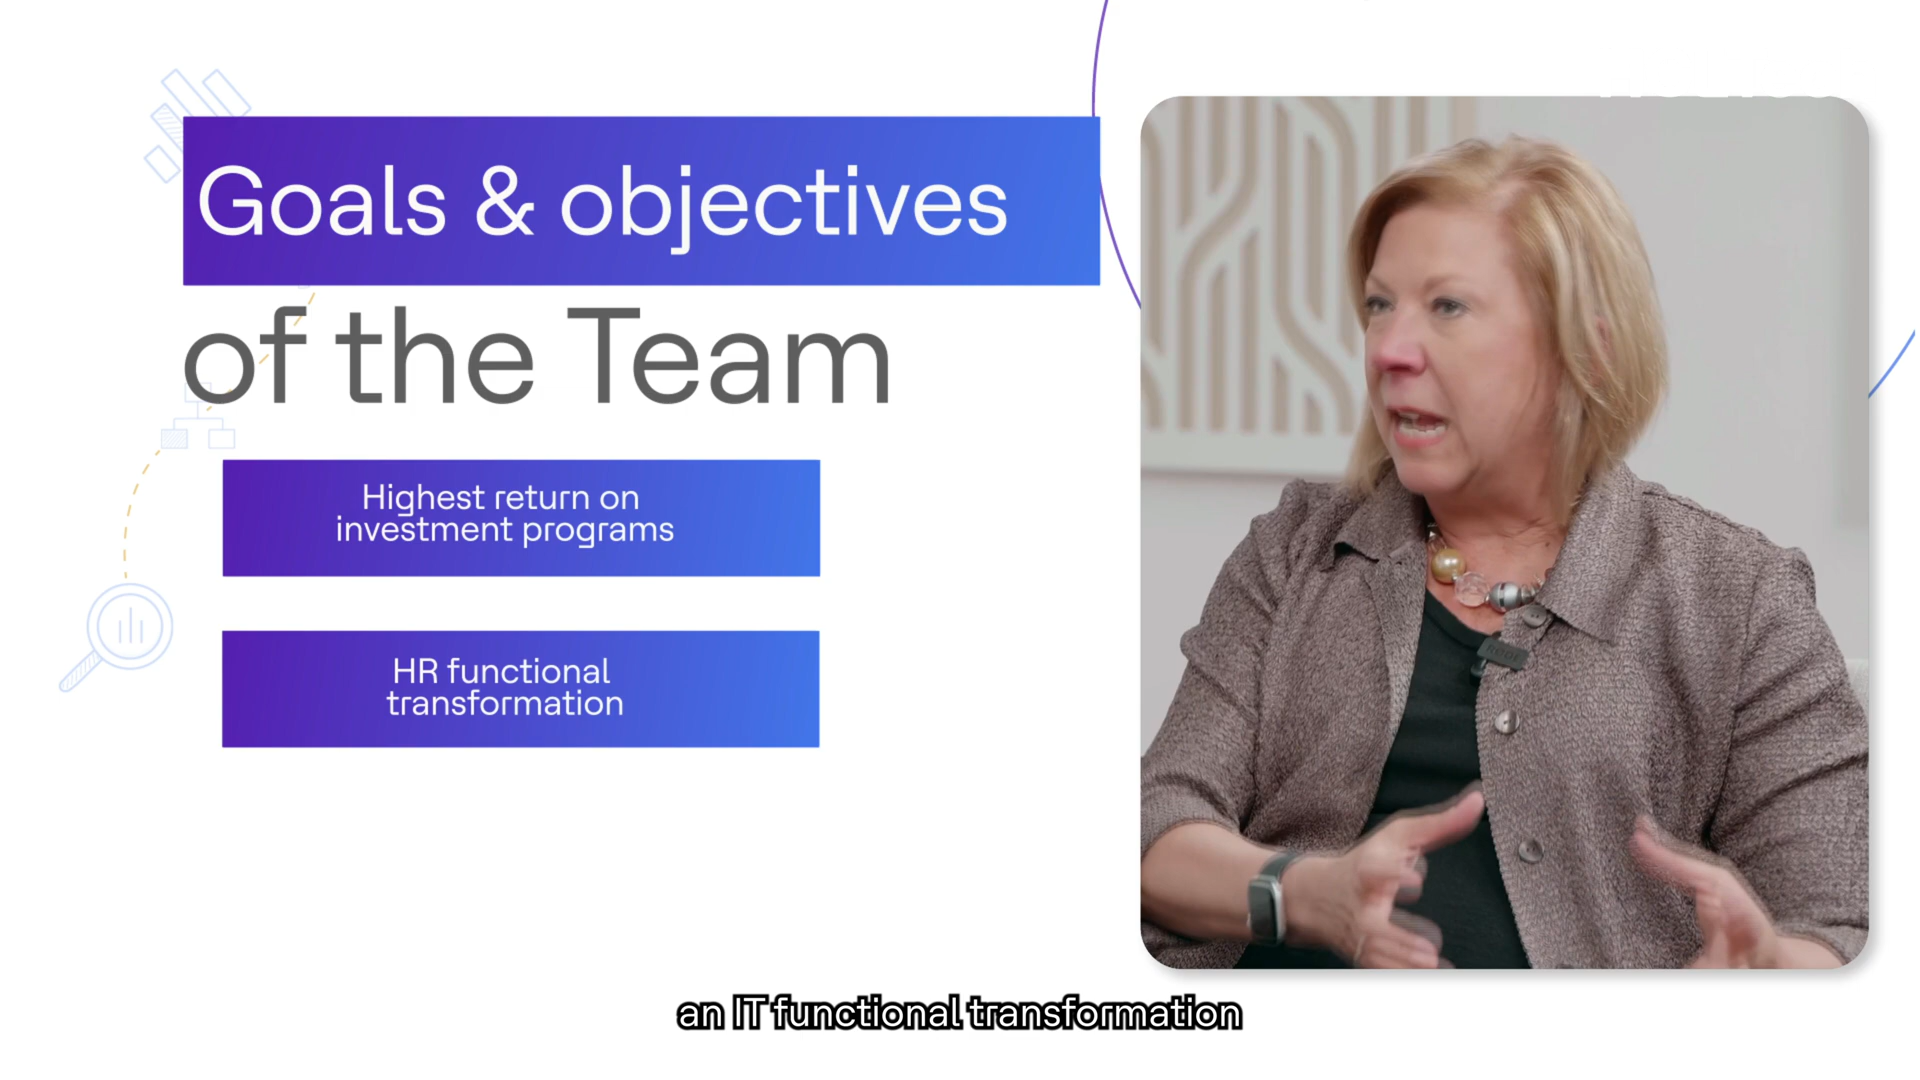 Goals & objectives
of the Team
Highest return on
investment programs
HR functional
transformation
an IT functional transformation